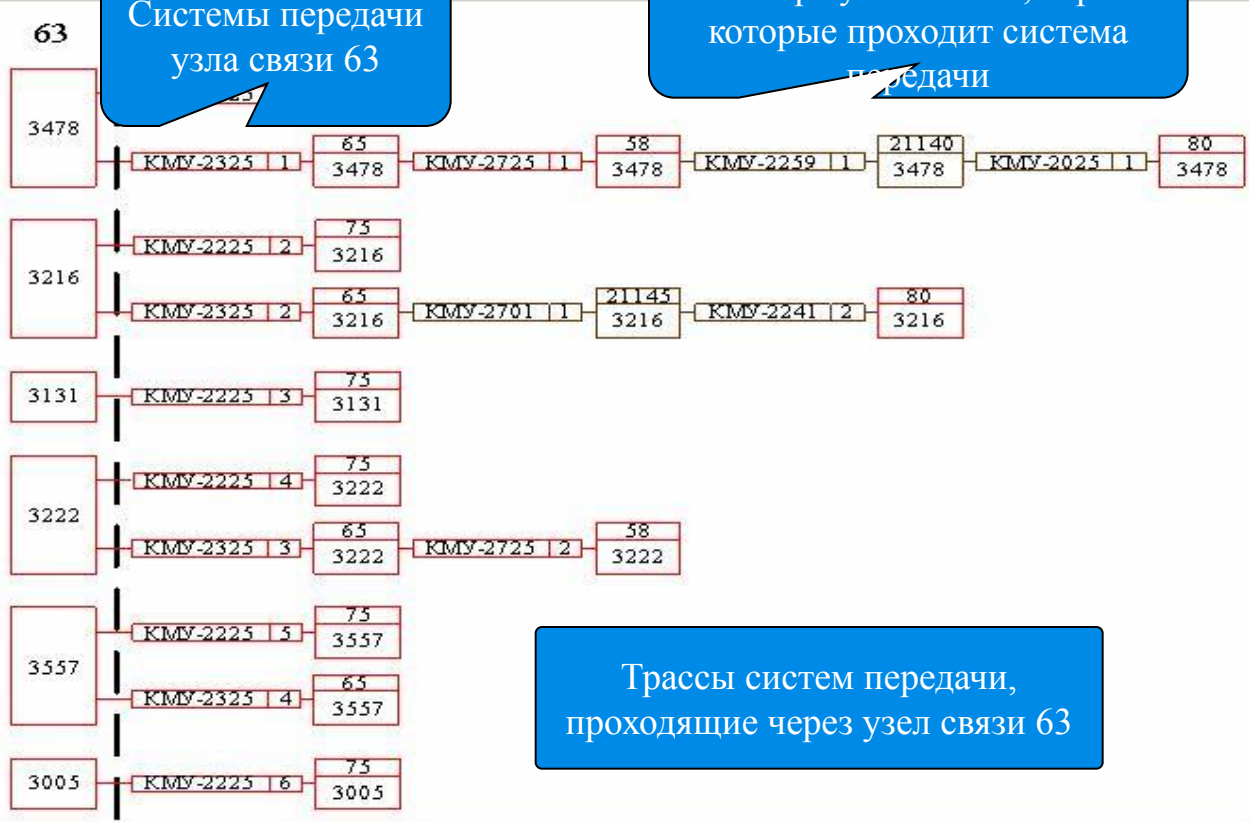 63
Системы передачи
узла связи 63
которые проходит система
передачи
3478
КМУ-2325 1 65 3478 КМУ-2725 1 58 3478 КМУ-2259 1 21140 3478 КМУ-2025 1 80 3478
3216
КМУ-2225 2 75 3216
КМУ-2325 2 65 3216 КМУ-2701 1 21145 3216 КМУ-2241 2 80 3216
3131 КМУ-2225 3 75 3131
3222
КМУ-2225 4 75 3222
КМУ-2325 3 65 3222 КМУ-2725 2 58 3222
3557
КМУ-2225 5 75 3557
КМУ-2325 4 65 3557
Трассы систем передачи,
проходящие через узел связи 63
3005 КМУ-2225 6 75 3005